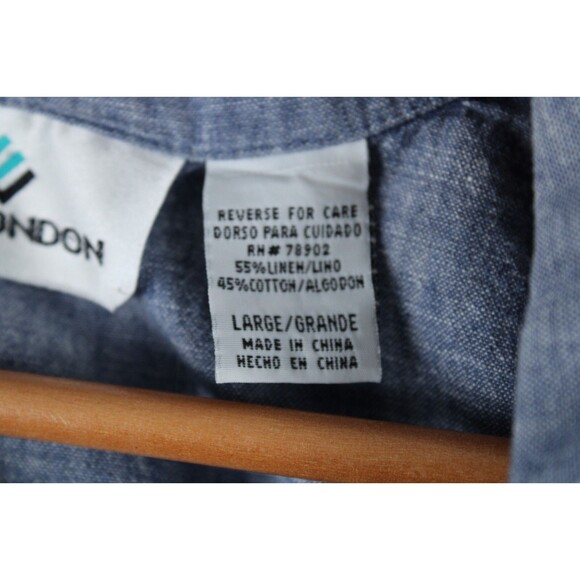 LONDON
REVERSE FOR CARE
DORSO PARA CUIDADO
RN# 78902
55%LINEN/LINO
45%COTTON/ALGODON
LARGE/GRANDE
MADE IN CHINA
HECHO EN CHINA